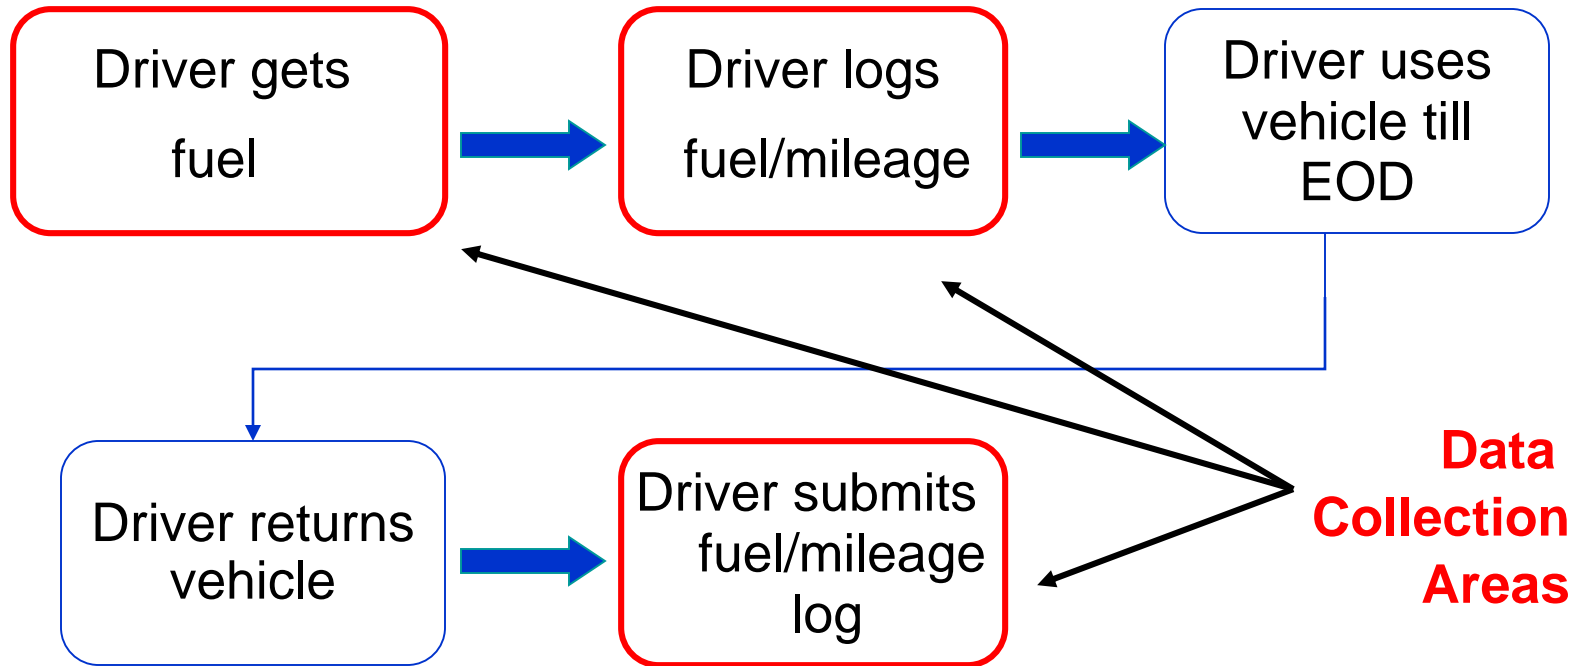 Driver gets
fuel
Driver logs
fuel/mileage
Driver uses
vehicle till
EOD
Driver returns
vehicle
Driver submits
fuel/mileage
log
Data
Collection
Areas